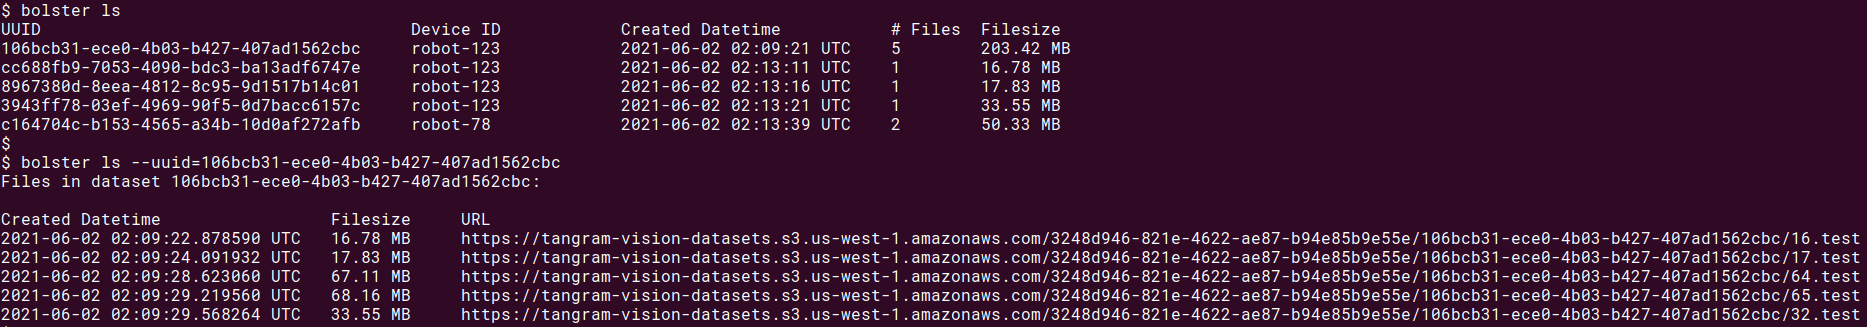 $ bolster ls
UUID Device ID Created Datetime # Files Filesize
106bcb31-ece0-4b03-b427-407ad1562cbc robot-123 2021-06-02 02:09:21 UTC 5 203.42 MB
cc688fb9-7053-4090-bdc3-ba13adf6747e robot-123 2021-06-02 02:13:11 UTC 1 16.78 MB
8967380d-8eea-4812-8c95-9d1517b14c01 robot-123 2021-06-02 02:13:16 UTC 1 17.83 MB
3943ff78-03ef-4969-90f5-0d7bacc6157c robot-123 2021-06-02 02:13:21 UTC 1 33.55 MB
c164704c-b153-4565-a34b-10d0af272afb robot-78 2021-06-02 02:13:39 UTC 2 50.33 MB
$
$ bolster ls --uuid=106bcb31-ece0-4b03-b427-407ad1562cbc
Files in dataset 106bcb31-ece0-4b03-b427-407ad1562cbc:
Created Datetime Filesize URL
2021-06-02 02:09:22.878590 UTC 16.78 MB https://tangram-vision-datasets.s3.us-west-1.amazonaws.com/3248d946-821e-4622-ae87-b94e85b9e55e/106bcb31-ece0-4b03-b427-407ad1562cbc/16.test
2021-06-02 02:09:24.091932 UTC 17.83 MB https://tangram-vision-datasets.s3.us-west-1.amazonaws.com/3248d946-821e-4622-ae87-b94e85b9e55e/106bcb31-ece0-4b03-b427-407ad1562cbc/17.test
2021-06-02 02:09:28.623060 UTC 67.11 MB https://tangram-vision-datasets.s3.us-west-1.amazonaws.com/3248d946-821e-4622-ae87-b94e85b9e55e/106bcb31-ece0-4b03-b427-407ad1562cbc/64.test
2021-06-02 02:09:29.219560 UTC 68.16 MB https://tangram-vision-datasets.s3.us-west-1.amazonaws.com/3248d946-821e-4622-ae87-b94e85b9e55e/106bcb31-ece0-4b03-b427-407ad1562cbc/65.test
2021-06-02 02:09:29.568264 UTC 33.55 MB https://tangram-vision-datasets.s3.us-west-1.amazonaws.com/3248d946-821e-4622-ae87-b94e85b9e55e/106bcb31-ece0-4b03-b427-407ad1562cbc/32.test